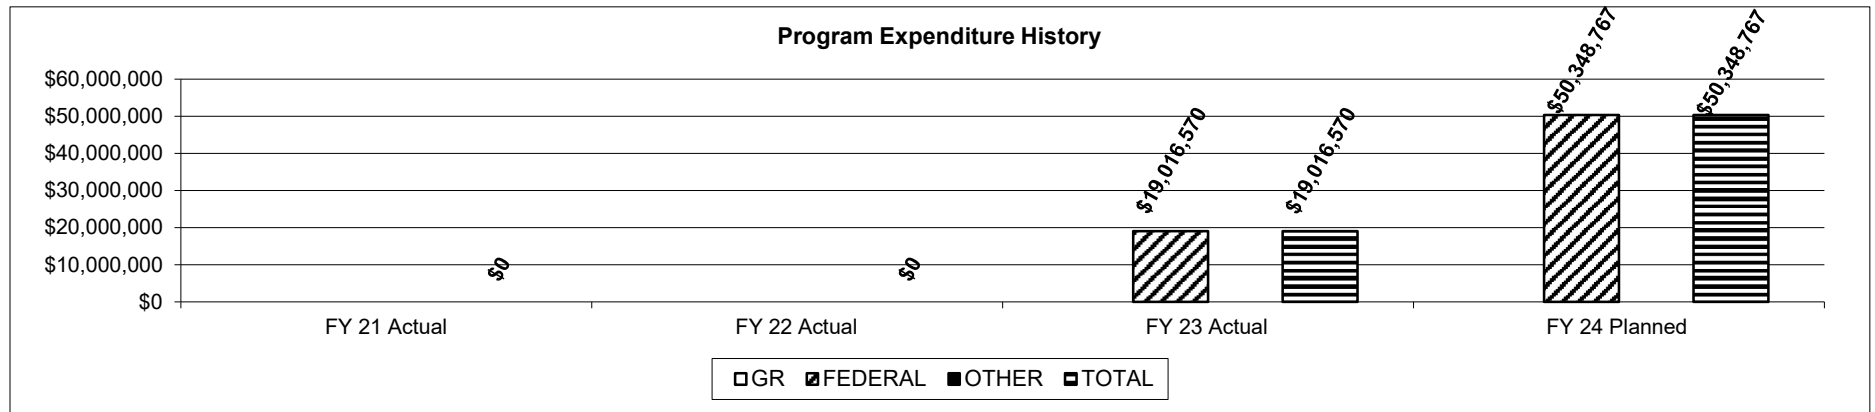 Program Expenditure History
$60,000,000
$50,000,000
$40,000,000
$30,000,000
$20,000,000
$10,000,000
$0
$0
$0
$19,016,570
$19,016,570
$50,348,767
$50,348,767
FY 21 Actual
FY 22 Actual
FY 23 Actual
FY 24 Planned
GR FEDERAL OTHER TOTAL